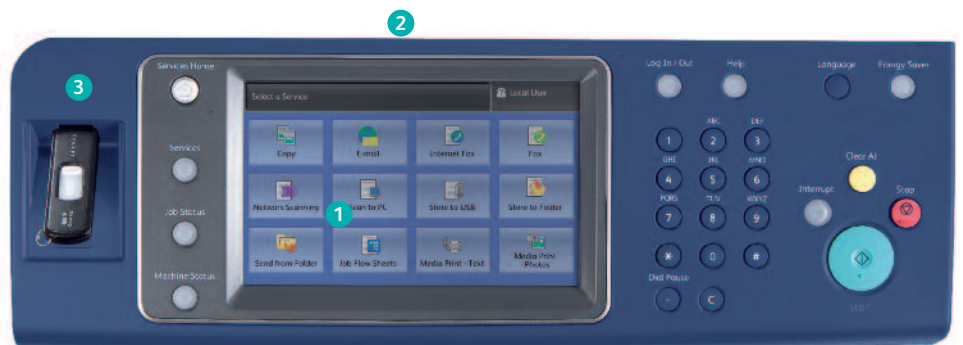 2
3
Services Home
Services
Job Status
Machine Status
Select a Service
Local User
Copy
E-mail
Internet Fax
Fax
Network Scanning
Scan to PC
Store to USB
Store to Folder
1
Send from Folder
Job Flow Sheets
Media Print - Text
Media Print
- Photos
Log In / Out
Help
Language
Energy Saver
ABC
DEF
1
2
3
GHI
JKL
MNO
4
5
6
PQRS
TUV
WXYZ
7
8
9
*
0
#
Dial Pause
-
C
Clear All
Interrupt
Stop
Start